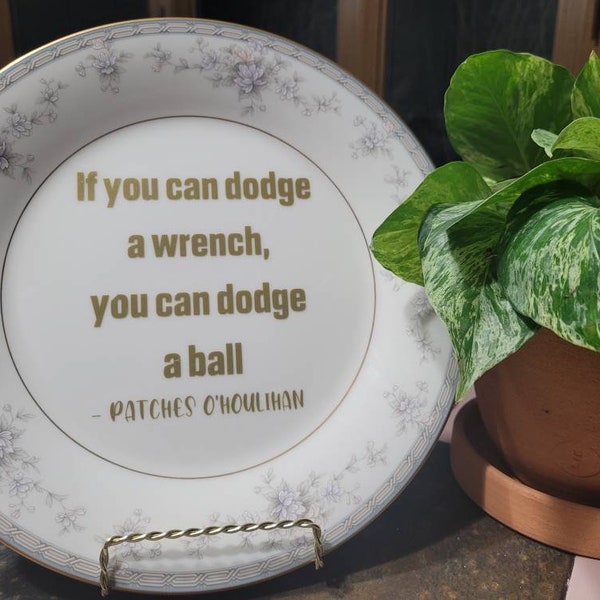 If you can dodge
a wrench,
you can dodge
a ball
- PATCHES O'HOULIHAN